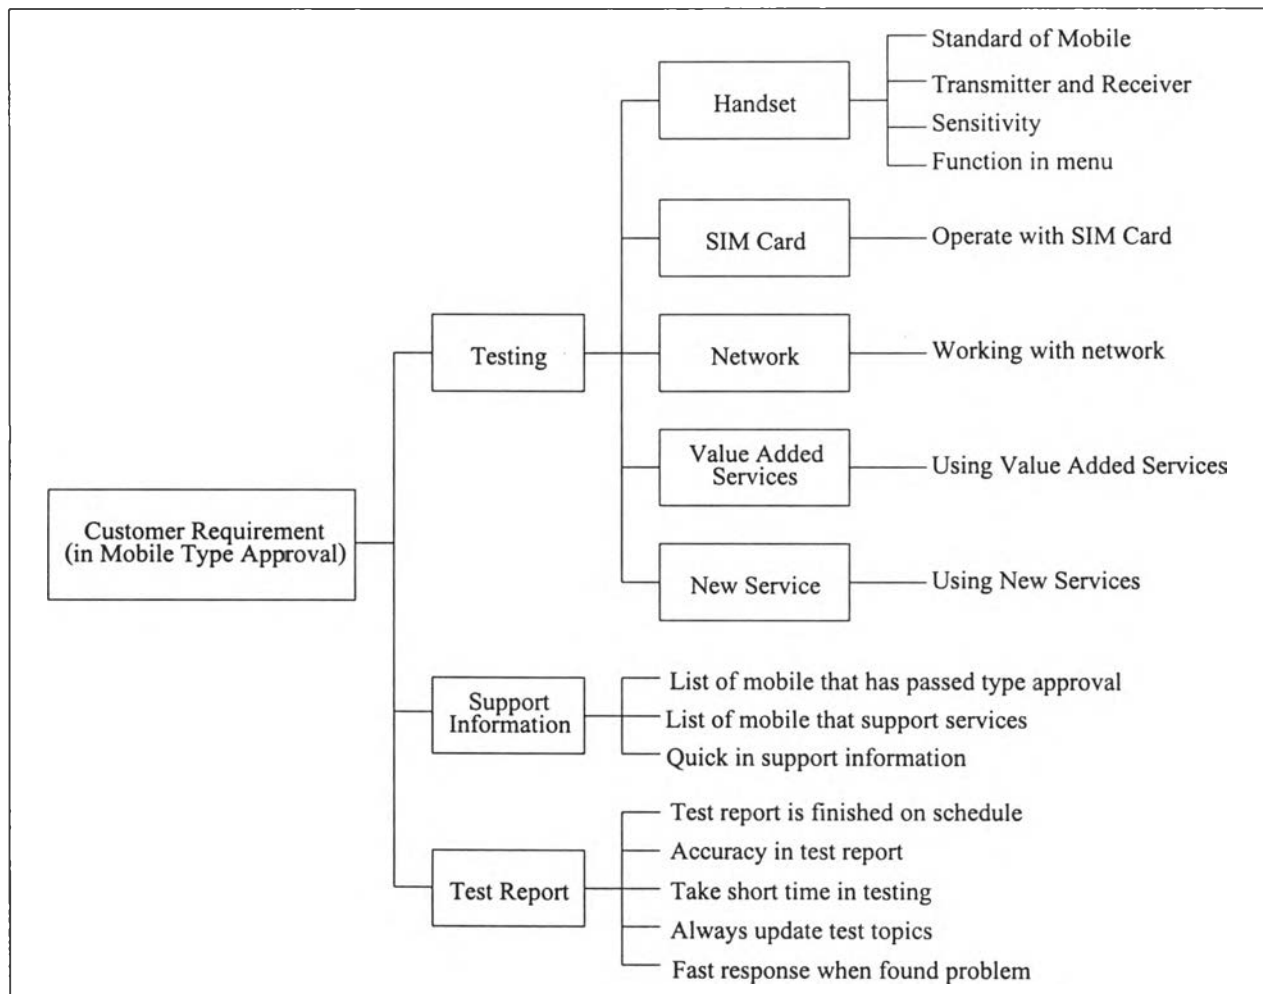 Standard of Mobile
Transmitter and Receiver
Handset
Sensitivity
Function in menu
SIM Card
Operate with SIM Card
Testing
Network
Working with network
Value Added
Services
Using Value Added Services
Customer Requirement
(in Mobile Type Approval)
New Service
Using New Services
Support
Information
List of mobile that has passed type approval
List of mobile that support services
Quick in support information
Test Report
Test report is finished on schedule
Accuracy in test report
Take short time in testing
Always update test topics
Fast response when found problem